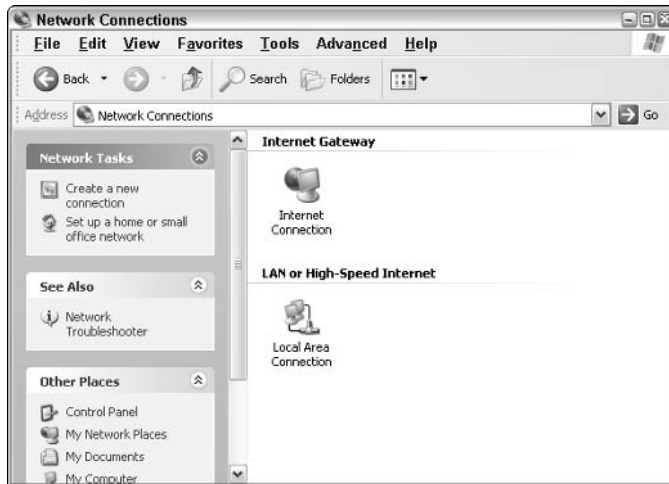 Network Connections
File Edit View Favorites Tools Advanced Help
Back Search Folders
Address Network Connections Go
Network Tasks
Create a new
connection
Set up a home or small
office network
See Also
Network
Troubleshooter
Other Places
Control Panel
My Network Places
My Documents
My Computer
Internet Gateway
Internet
Connection
LAN or High-Speed Internet
Local Area
Connection